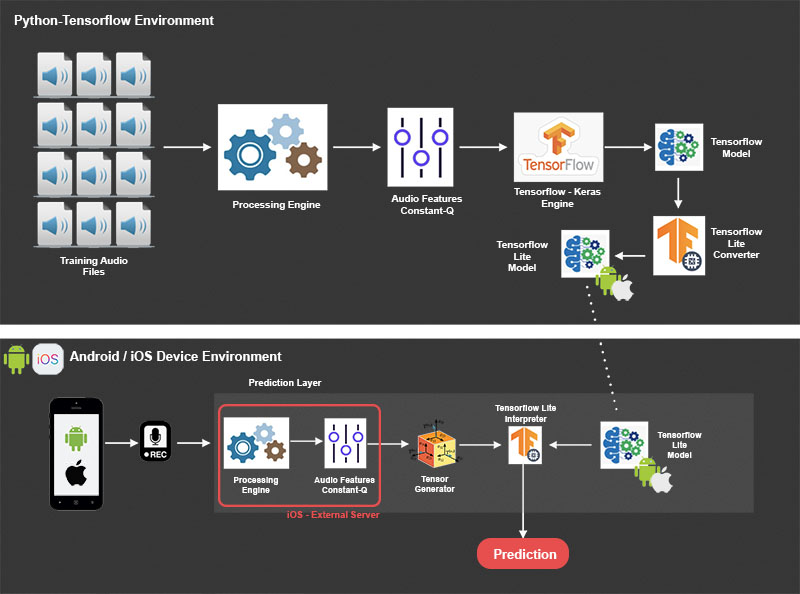 Python-Tensorflow Environment
Training Audio
Files
Processing Engine
Audio Features
Constant-Q
TensorFlow
Tensorflow - Keras
Engine
Tensorflow
Model
Tensorflow
Lite
Converter
Tensorflow
Lite
Model
iOS
Android / iOS Device Environment
Prediction Layer
REC
Processing
Engine
Audio Features
Constant-Q
iOS - External Server
Tensor
Generator
Tensorflow Lite
Interpreter
Tensorflow
Lite
Model
Prediction